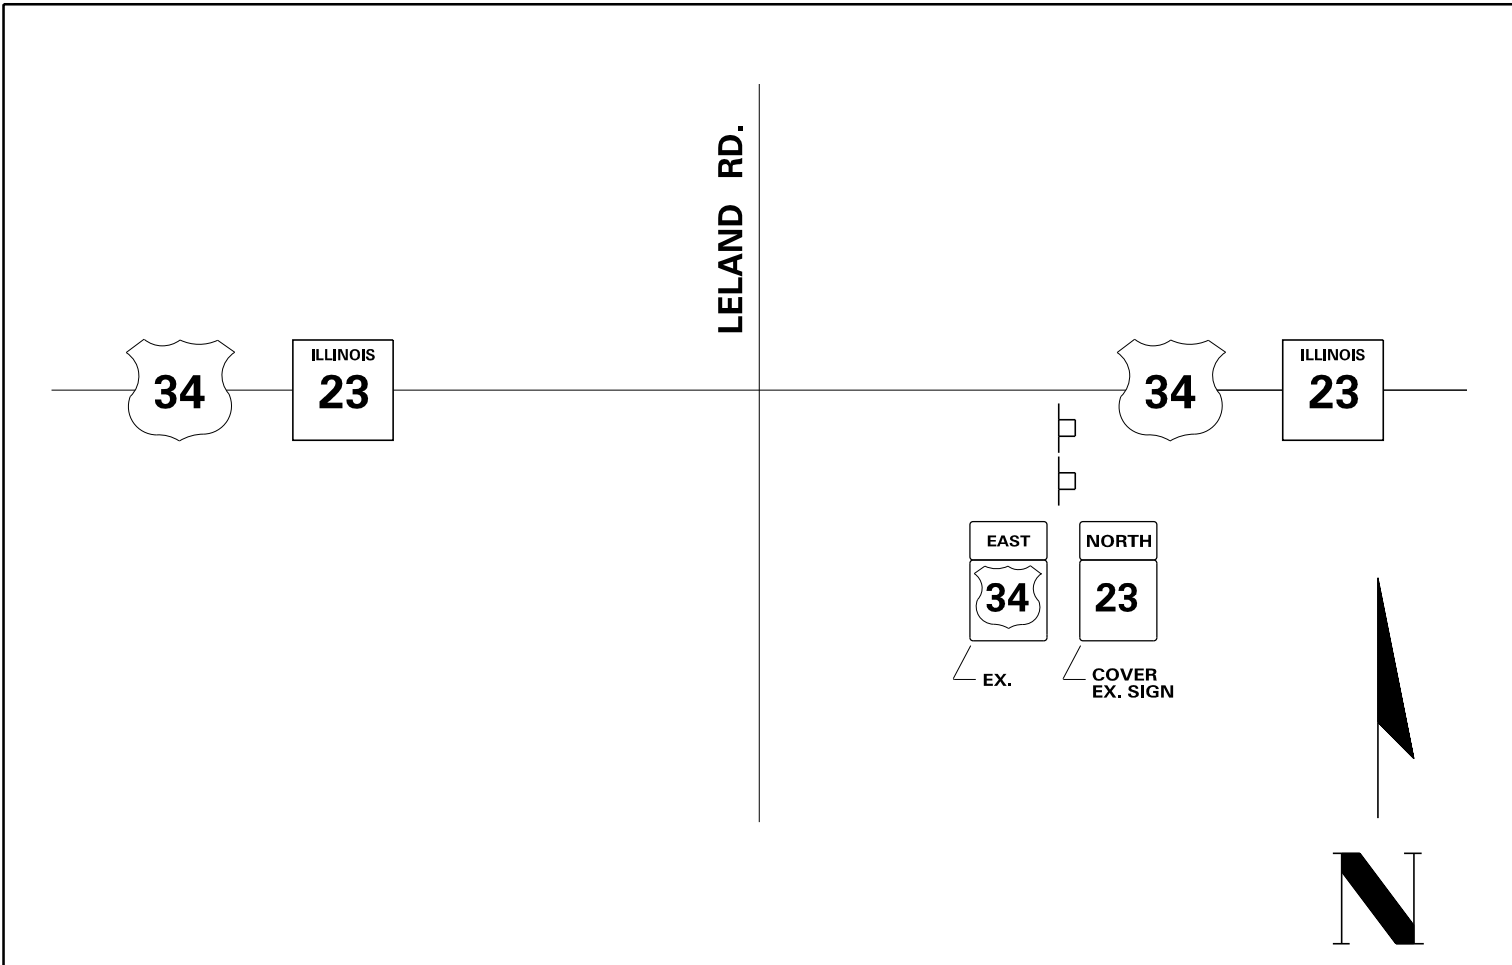 LELAND RD.
34
ILLINOIS
23
34
ILLINOIS
23
EAST
34
NORTH
23
EX.
COVER
EX. SIGN
N